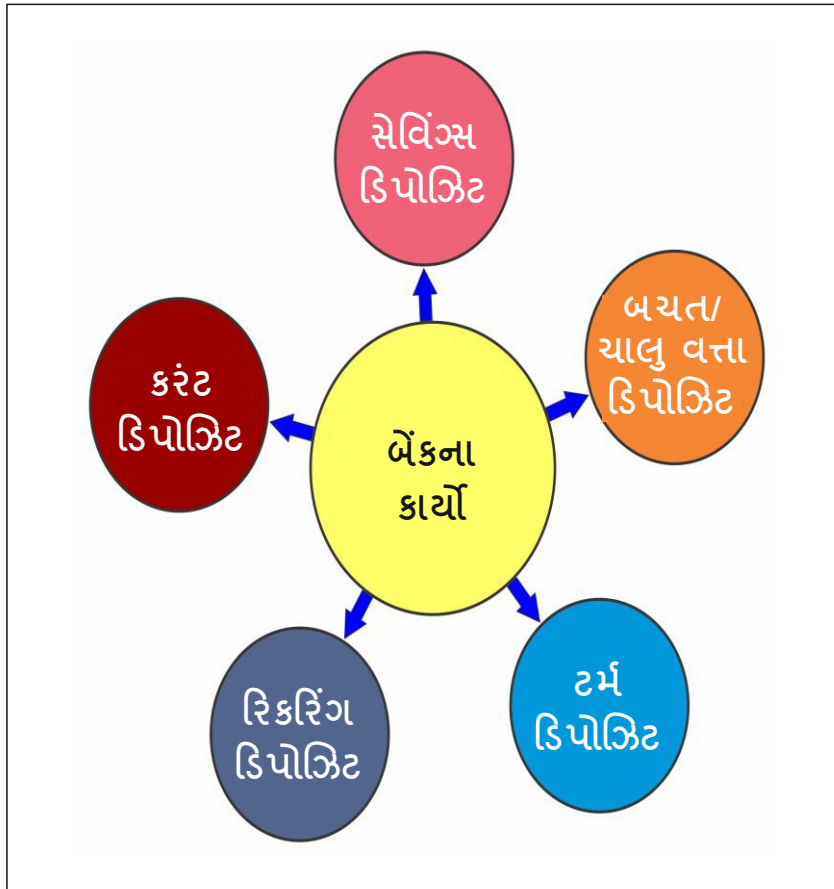 સેવિંગ્સ
ડિપોઝિટ
બચત/
ચાલુ વત્તા
ડિપોઝિટ
કરંટ
ડિપોઝિટ
બેંકના
કાર્યો
ટર્મ
ડિપોઝિટ
રિકરિંગ
ડિપોઝિટ